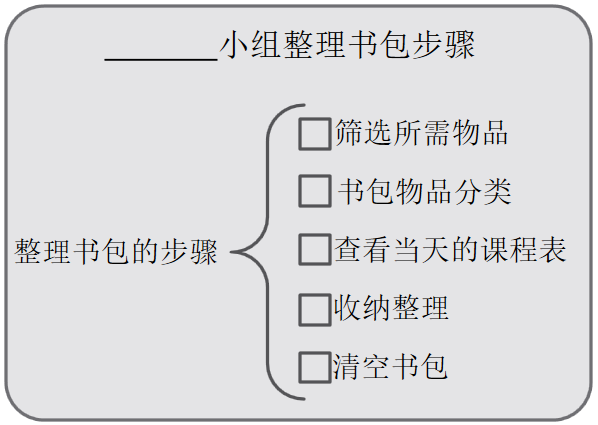 ______小组整理书包步骤
筛选所需物品
书包物品分类
整理书包的步骤
查看当天的课程表
收纳整理
清空书包